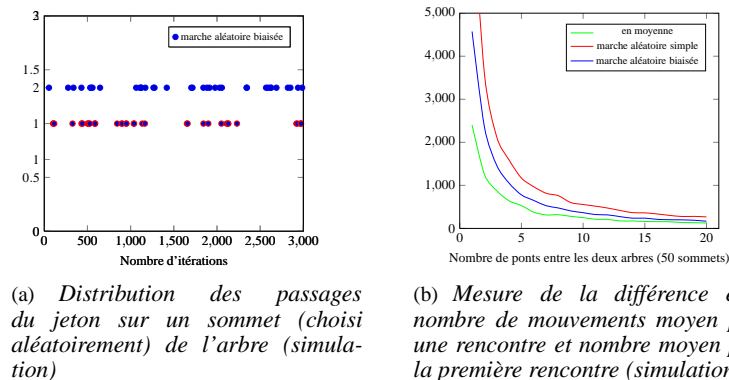 3
2
1.5
2
1
1
0.5
0
0
500
1,000
1,500
2,000
2,500
3,000
marche aléatoire biaisée
Nombre d'itérations
5,000
4,000
3,000
2,000
1,000
0
0
5
10
15
20
en moyenne
marche aléatoire simple
marche aléatoire biaisée
Nombre de ponts entre les deux arbres (50 sommets)
(a) Distribution des passages
du jeton sur un sommet (choisi
aléatoirement) de l'arbre (simula-
tion)
(b) Mesure de la différence
nombre de mouvements moyen
une rencontre et nombre moyen
la première rencontre (simulation